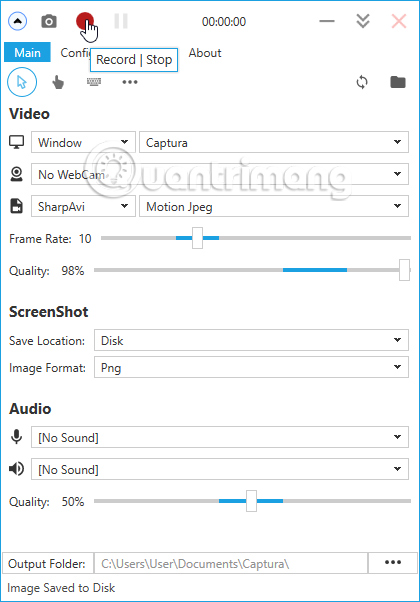 00:00:00
Main Confi About
Record | Stop
Video
Window Captura
No WebCam
Quantrimang
SharpAvi Motion Jpeg
Frame Rate: 10
Quality: 98%
ScreenShot
Save Location: Disk
Image Format: Png
Audio
[No Sound]
[No Sound]
Quality: 50%
Output Folder: C:\Users\User\Documents\Captura\
Image Saved to Disk